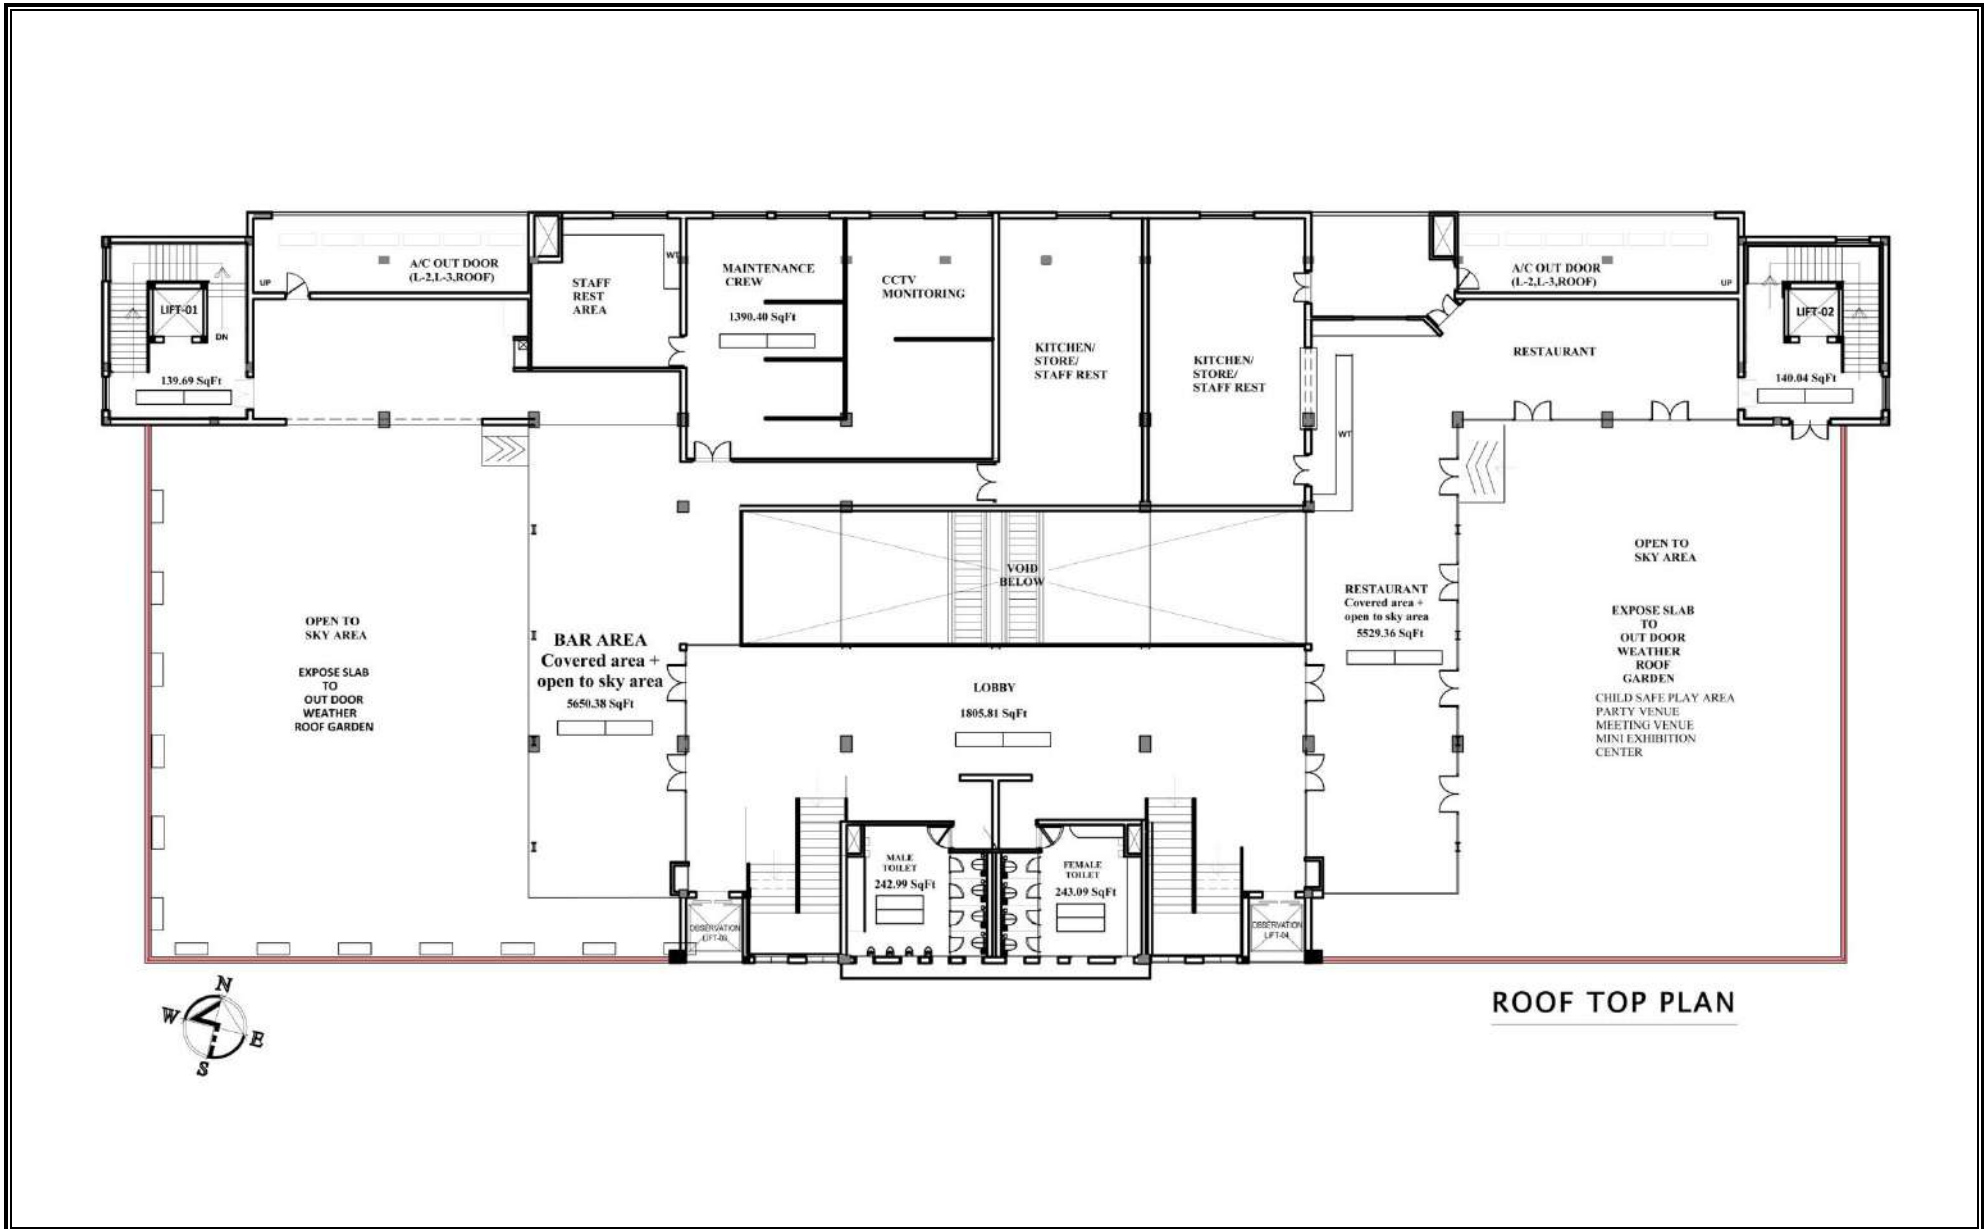 A/C OUT DOOR
(L-2,L-3,ROOF)
UP
LIFT-01
DN
139.69 SqFt
STAFF
REST
AREA
WT
MAINTENANCE
CREW
1390.40 SqFt
CCTV
MONITORING
KITCHEN/
STORE/
STAFF REST
KITCHEN/
STORE/
STAFF REST
WT
A/C OUT DOOR
(L-2,L-3,ROOF)
UP
LIFT-02
140.04 SqFt
RESTAURANT
OPEN TO
SKY AREA
EXPOSE SLAB
TO
OUT DOOR
WEATHER
ROOF GARDEN
BAR AREA
Covered area +
open to sky area
5650.38 SqFt
VOID
BELOW
LOBBY
1805.81 SqFt
RESTAURANT
Covered area +
open to sky area
5529.36 SqFt
OPEN TO
SKY AREA
EXPOSE SLAB
TO
OUT DOOR
WEATHER
ROOF
GARDEN
CHILD SAFE PLAY AREA
PARTY VENUE
MEETING VENUE
MINI EXHIBITION
CENTER
MALE
TOILET
242.99 SqFt
FEMALE
TOILET
243.09 SqFt
OBSERVATION
LIFT-03
OBSERVATION
LIFT-04
N
W
E
S
ROOF TOP PLAN